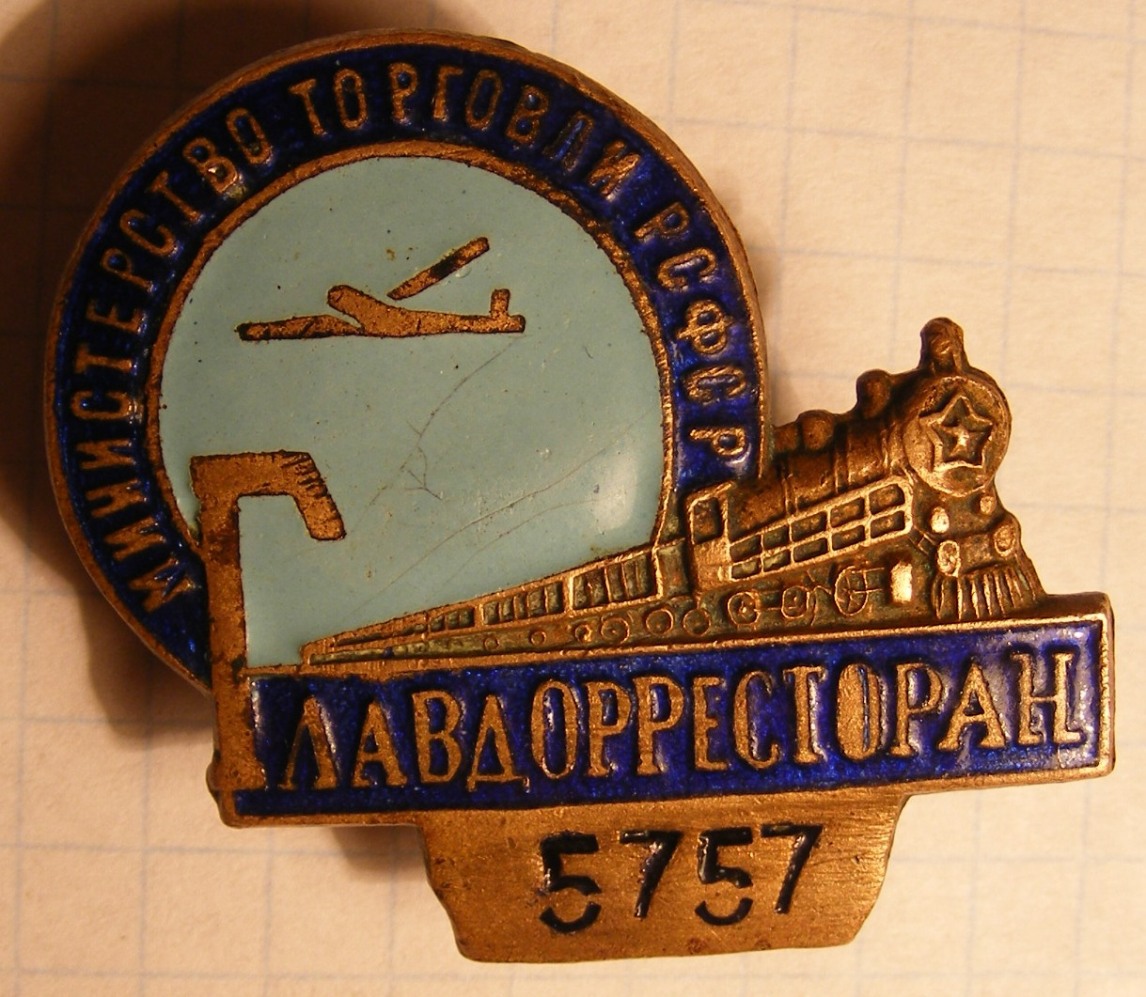 МИНИСТЕРСТВО ТОРГОВЛИ РСФСР
ГЛАВДОРРЕСТОРАН
5757